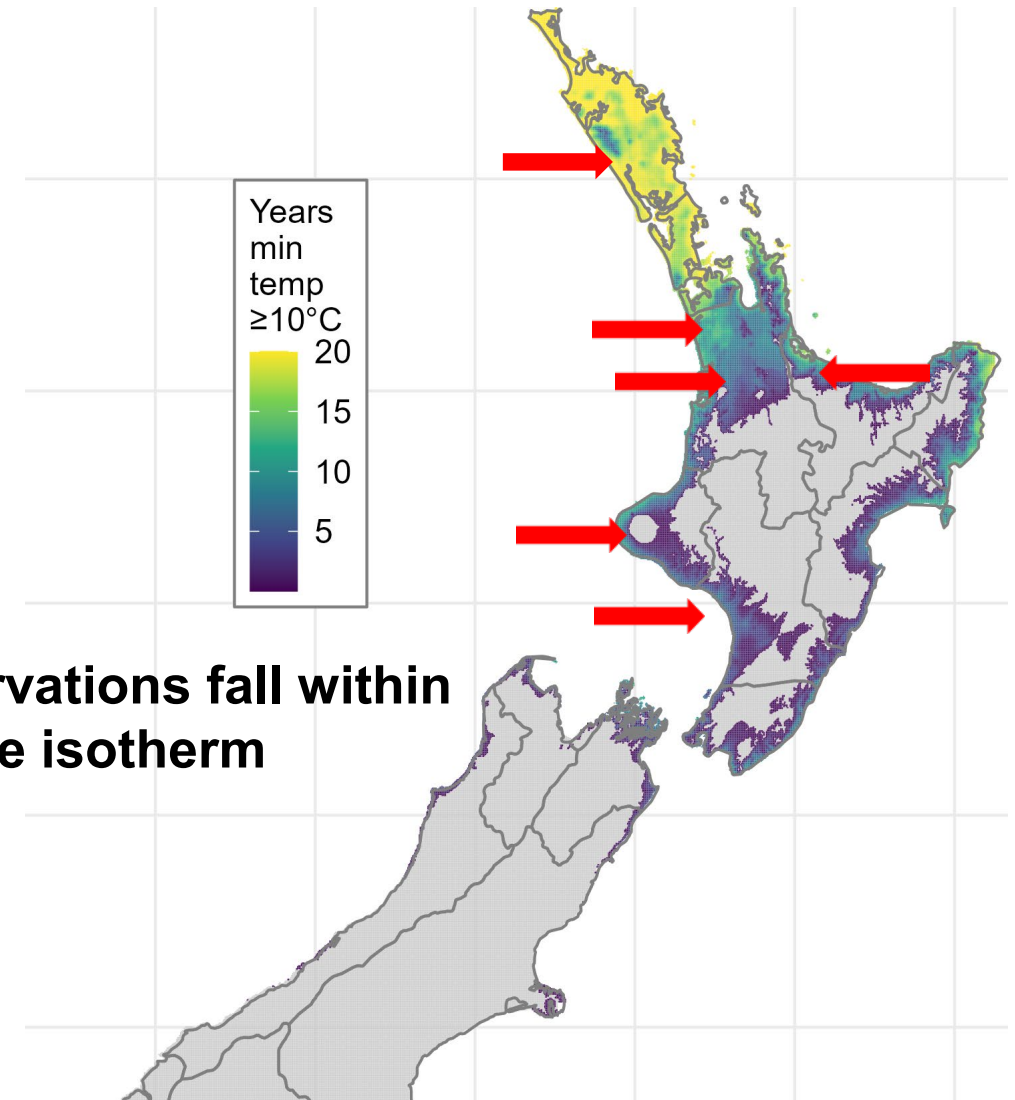 Years
min
temp
≥10°C
20
15
10
5
rvations fall within
e isotherm